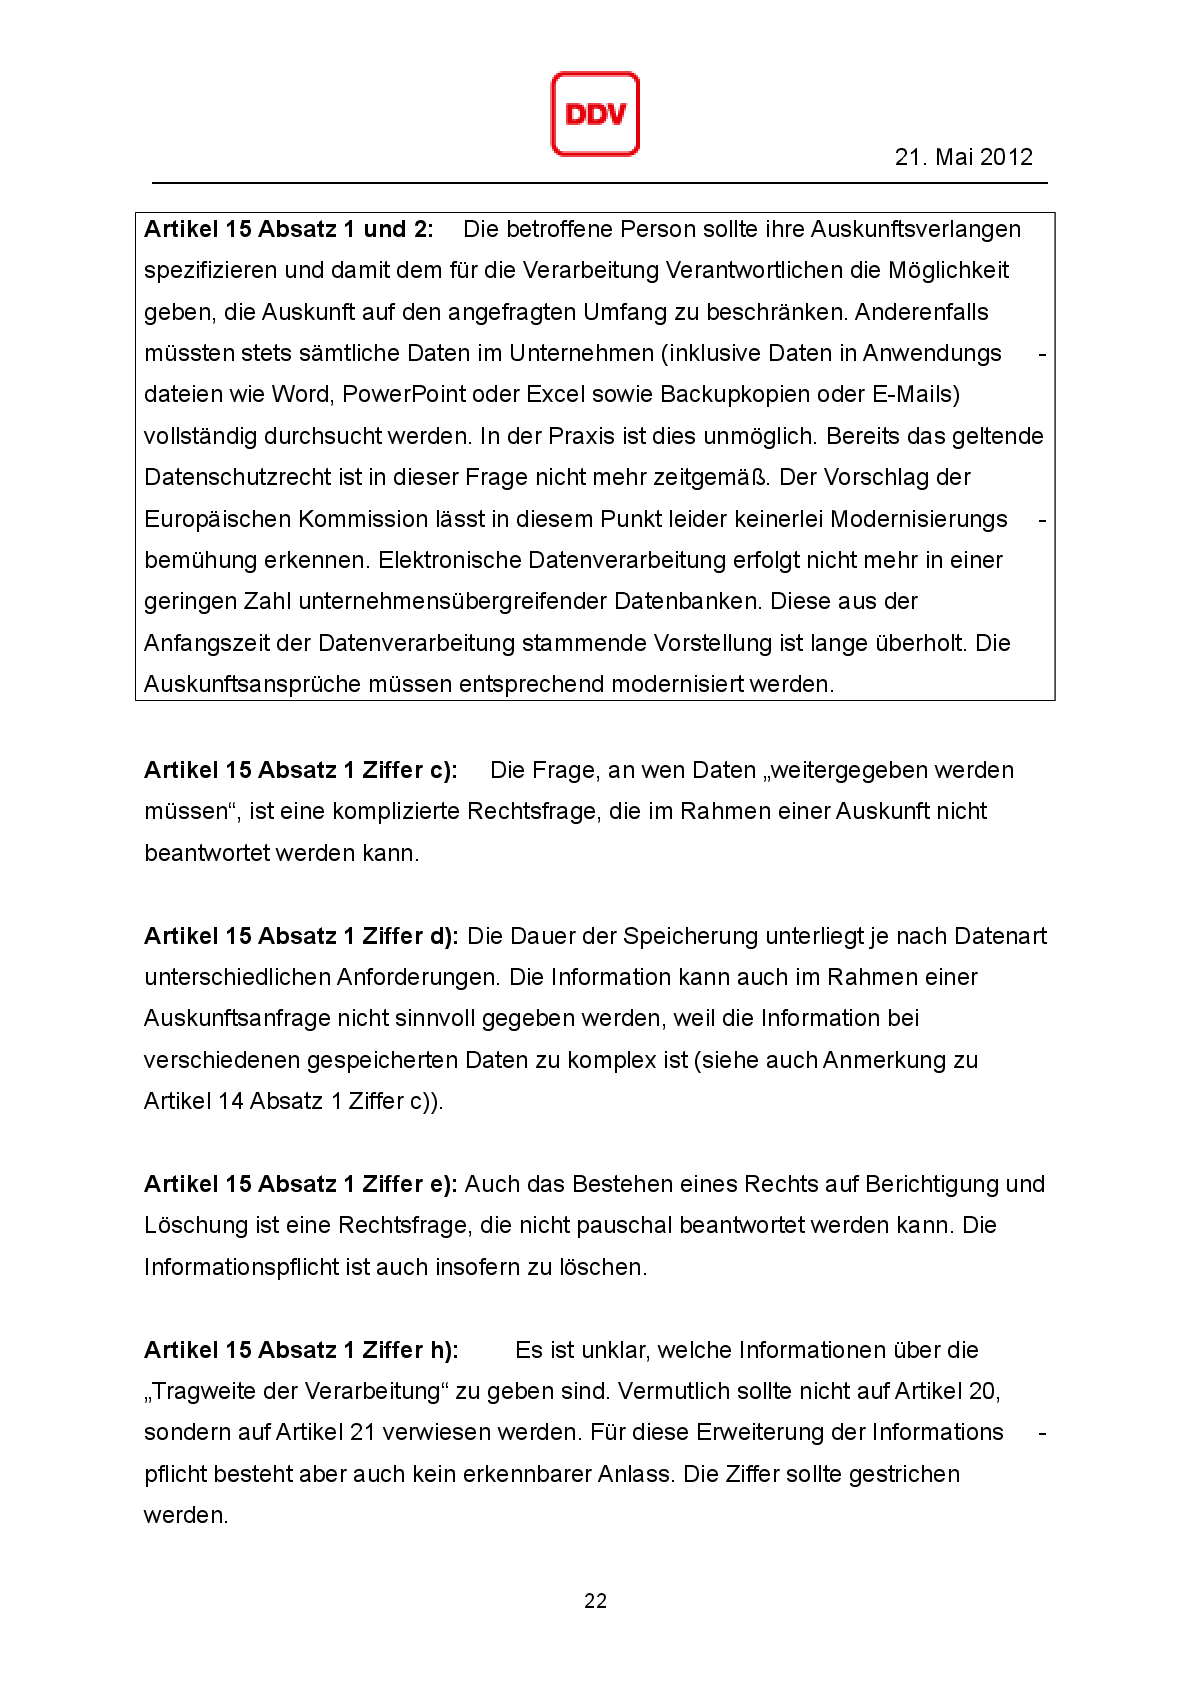 DDV
21. Mai 2012
Artikel 15 Absatz 1 und 2: Die betroffene Person sollte ihre Auskunftsverlangen
spezifizieren und damit dem für die Verarbeitung Verantwortlichen die Möglichkeit
geben, die Auskunft auf den angefragten Umfang zu beschränken. Anderenfalls
müssten stets sämtliche Daten im Unternehmen (inklusive Daten in Anwendungs -
dateien wie Word, PowerPoint oder Excel sowie Backupkopien oder E-Mails)
vollständig durchsucht werden. In der Praxis ist dies unmöglich. Bereits das geltende
Datenschutzrecht ist in dieser Frage nicht mehr zeitgemäß. Der Vorschlag der
Europäischen Kommission lässt in diesem Punkt leider keinerlei Modernisierungs -
bemühung erkennen. Elektronische Datenverarbeitung erfolgt nicht mehr in einer
geringen Zahl unternehmensübergreifender Datenbanken. Diese aus der
Anfangszeit der Datenverarbeitung stammende Vorstellung ist lange überholt. Die
Auskunftsansprüche müssen entsprechend modernisiert werden.
Artikel 15 Absatz 1 Ziffer c): Die Frage, an wen Daten „weitergegeben werden
müssen“, ist eine komplizierte Rechtsfrage, die im Rahmen einer Auskunft nicht
beantwortet werden kann.
Artikel 15 Absatz 1 Ziffer d): Die Dauer der Speicherung unterliegt je nach Datenart
unterschiedlichen Anforderungen. Die Information kann auch im Rahmen einer
Auskunftsanfrage nicht sinnvoll gegeben werden, weil die Information bei
verschiedenen gespeicherten Daten zu komplex ist (siehe auch Anmerkung zu
Artikel 14 Absatz 1 Ziffer c)).
Artikel 15 Absatz 1 Ziffer e): Auch das Bestehen eines Rechts auf Berichtigung und
Löschung ist eine Rechtsfrage, die nicht pauschal beantwortet werden kann. Die
Informationspflicht ist auch insofern zu löschen.
Artikel 15 Absatz 1 Ziffer h): Es ist unklar, welche Informationen über die
„Tragweite der Verarbeitung“ zu geben sind. Vermutlich sollte nicht auf Artikel 20,
sondern auf Artikel 21 verwiesen werden. Für diese Erweiterung der Informations -
pflicht besteht aber auch kein erkennbarer Anlass. Die Ziffer sollte gestrichen
werden.
22